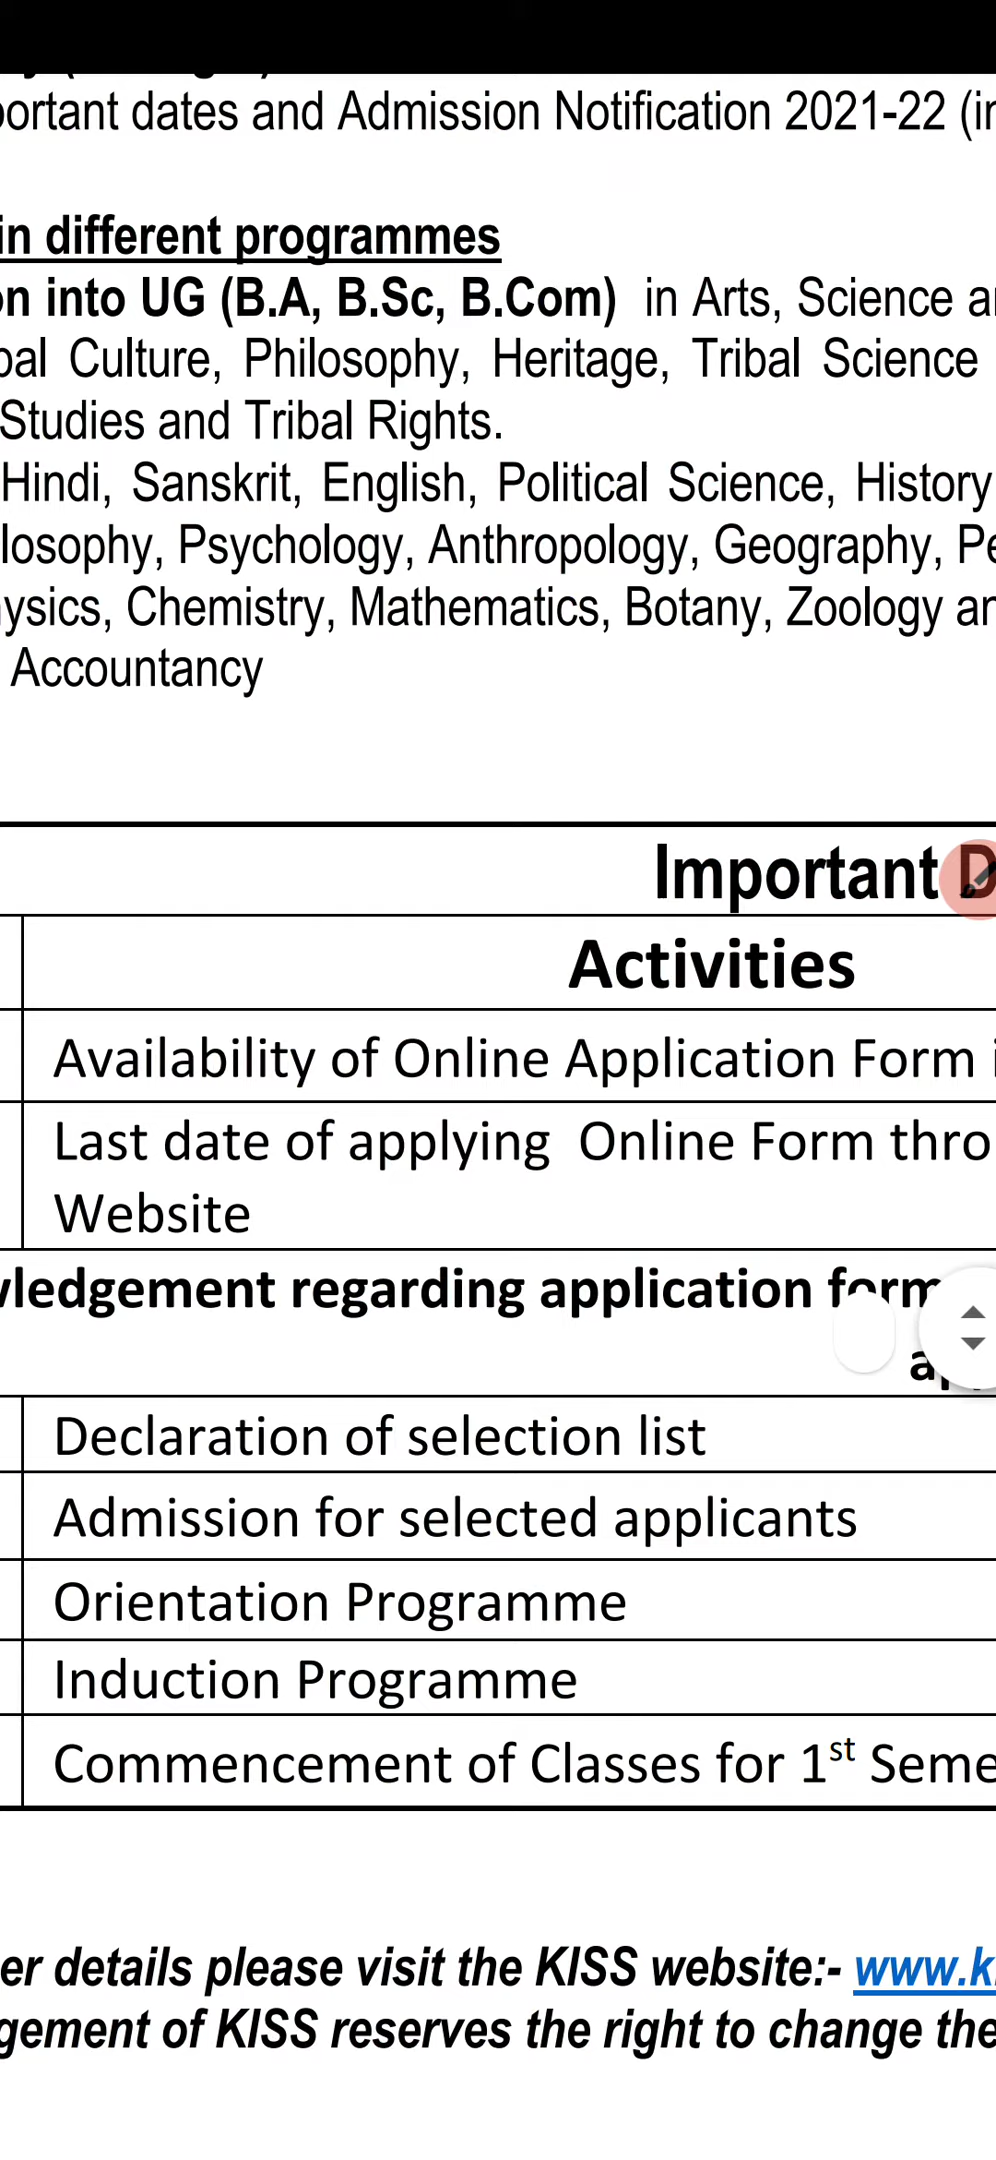 portant dates and Admission Notification 2021-22 (in
in different programmes
on into UG (B.A, B.Sc, B.Com) in Arts, Science an
bal Culture, Philosophy, Heritage, Tribal Science
Studies and Tribal Rights.
Hindi, Sanskrit, English, Political Science, History
losophy, Psychology, Anthropology, Geography, Pe
ysics, Chemistry, Mathematics, Botany, Zoology an
Accountancy
Important D
Activities
Availability of Online Application Form i
Last date of applying Online Form thro
Website
wledgement regarding application form
Declaration of selection list
Admission for selected applicants
Orientation Programme
Induction Programme
Commencement of Classes for 1st Seme
er details please visit the KISS website:- www.ki
gement of KISS reserves the right to change the